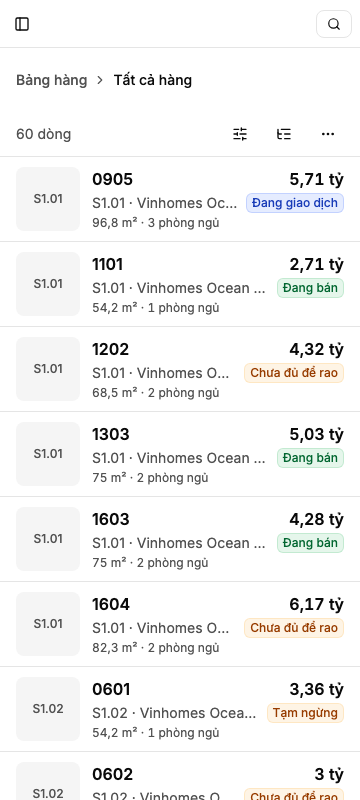 Bảng hàng > Tất cả hàng
60 dòng
S1.01
0905
5,71 tỷ
S1.01 · Vinhomes Oc...
Đang giao dịch
96,8 m² · 3 phòng ngủ
S1.01
1101
2,71 tỷ
S1.01 · Vinhomes Ocean ...
Đang bán
54,2 m² · 1 phòng ngủ
S1.01
1202
4,32 tỷ
S1.01 · Vinhomes O...
Chưa đủ để rao
68,5 m² · 2 phòng ngủ
S1.01
1303
5,03 tỷ
S1.01 · Vinhomes Ocean ...
Đang bán
75 m² · 2 phòng ngủ
S1.01
1603
4,28 tỷ
S1.01 · Vinhomes Ocean ...
Đang bán
75 m² · 2 phòng ngủ
S1.01
1604
6,17 tỷ
S1.01 · Vinhomes O...
Chưa đủ để rao
82,3 m² · 2 phòng ngủ
S1.02
0601
3,36 tỷ
S1.02 · Vinhomes Ocea...
Tạm ngừng
54,2 m² · 1 phòng ngủ
S1.02
0602
3 tỷ
S1.02 · Vinhomes O...
Chưa đủ để rao